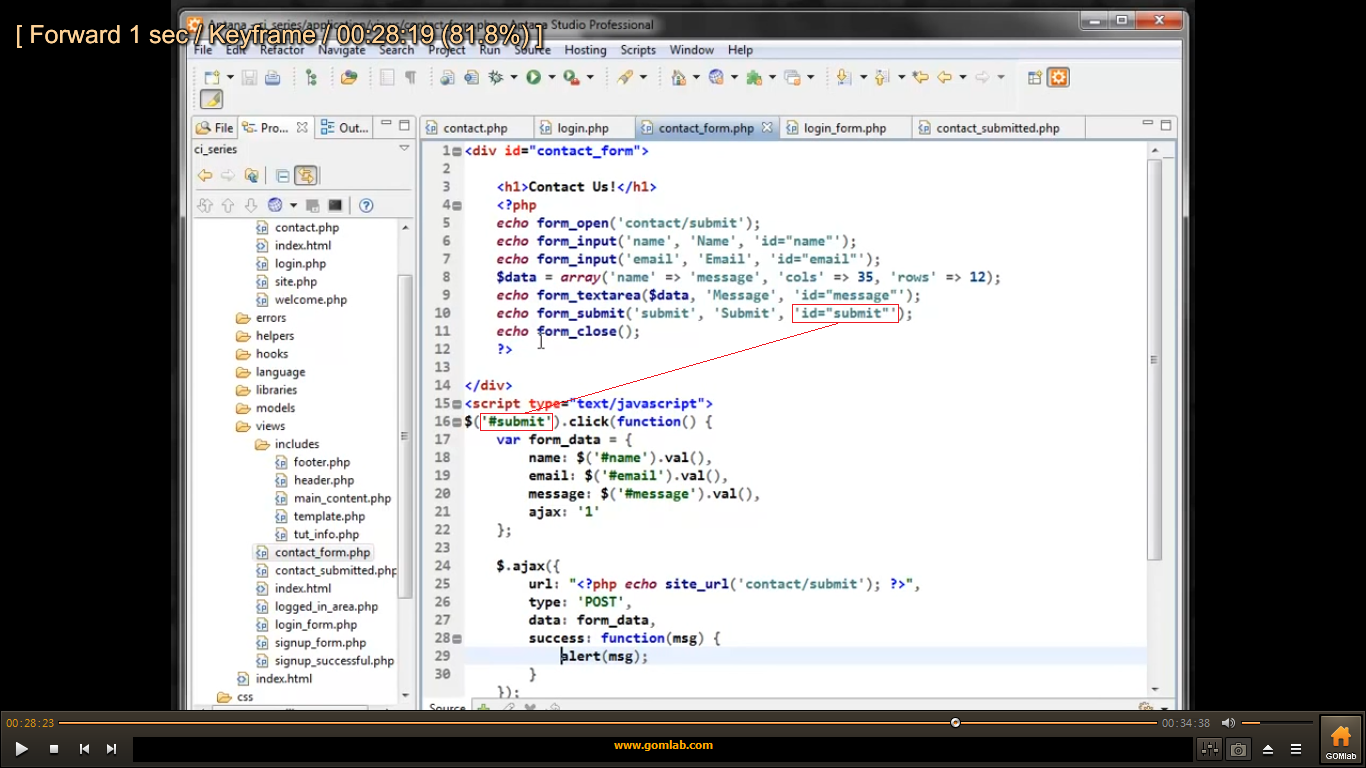 Aptana - ci_series/application/views/contact_form.php - Aptana Studio Professional
[ Forward 1 sec / Keyframe / 00:28:19 (81.8%) ]
File Edit Refactor Navigate Search Project Run Source Hosting Scripts Window Help
File Pro... Out...
contact.php login.php contact_form.php login_form.php contact_submitted.php
ci_series
contact.php
index.html
login.php
site.php
welcome.php
errors
helpers
hooks
language
libraries
models
views
includes
footer.php
header.php
main_content.php
template.php
tut_info.php
contact_form.php
contact_submitted.php
index.html
logged_in_area.php
login_form.php
signup_form.php
signup_successful.php
index.html
css
1 <div id="contact_form">
2
3 <h1>Contact Us!</h1>
4 <?php
5 echo form_open('contact/submit');
6 echo form_input('name', 'Name', 'id="name"');
7 echo form_input('email', 'Email', 'id="email"');
8 $data = array('name' => 'message', 'cols' => 35, 'rows' => 12);
9 echo form_textarea($data, 'Message', 'id="message"');
10 echo form_submit('submit', 'Submit', 'id="submit"');
11 echo form_close();
12 ?>
13
14 </div>
15 <script type="text/javascript">
16 $('#submit').click(function() {
17 var form_data = {
18 name: $('#name').val(),
19 email: $('#email').val(),
20 message: $('#message').val(),
21 ajax: '1'
22 };
23
24 $.ajax({
25 url: "<?php echo site_url('contact/submit'); ?>",
26 type: 'POST',
27 data: form_data,
28 success: function(msg) {
29 alert(msg);
30 }
});
Source
00:28:23 00:34:38
www.gomlab.com
GOMlab